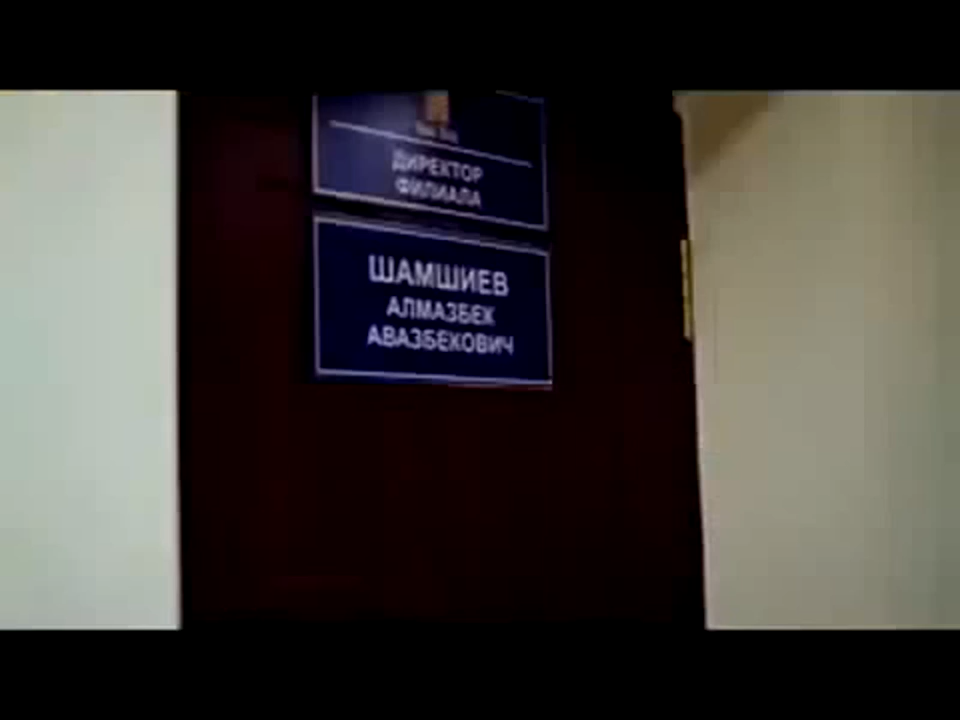 ДИРЕКТОР
ФИЛИАЛА
ШАМШИЕВ
АЛМАЗБЕК
АВАЗБЕКОВИЧ